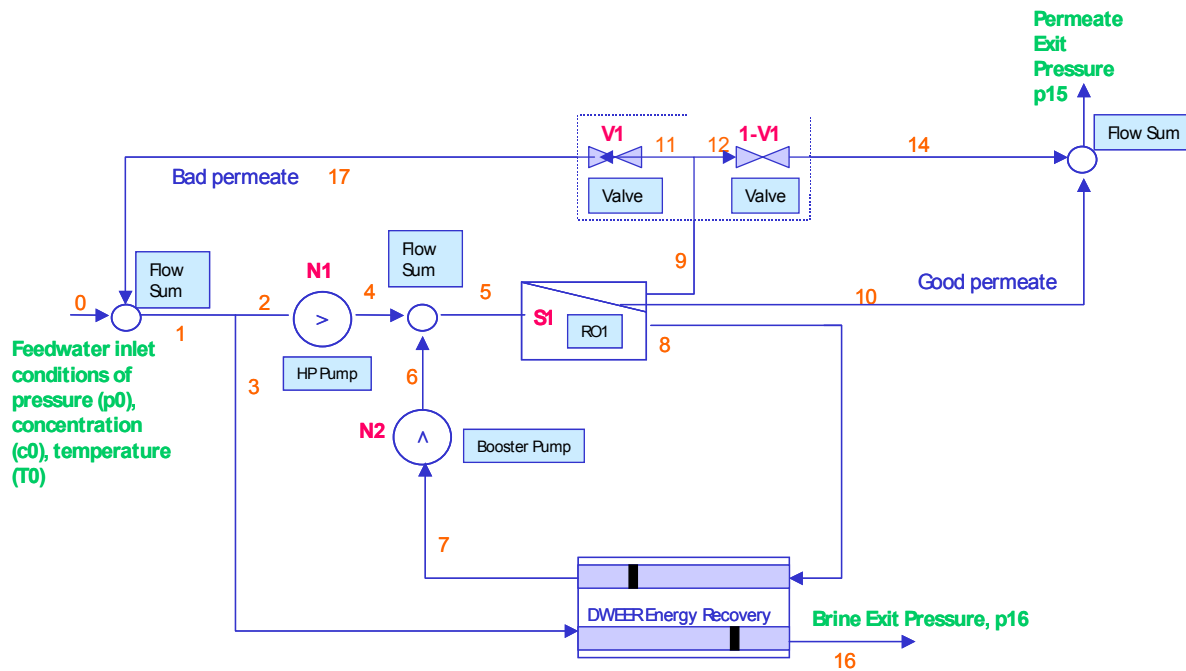 Permeate
Exit
Pressure
p15
Flow Sum
V1
11
12
1-V1
14
Bad permeate 17
Valve
Valve
Flow
Sum
Flow
Sum
9
N1
Good permeate
0
2
4
5
10
1
>
S1
RO1
8
Feedwater inlet
conditions of
pressure (p0),
concentration
(c0), temperature
(T0)
HP Pump
3
6
N2
>
Booster Pump
7
DWEER Energy Recovery
Brine Exit Pressure, p16
16